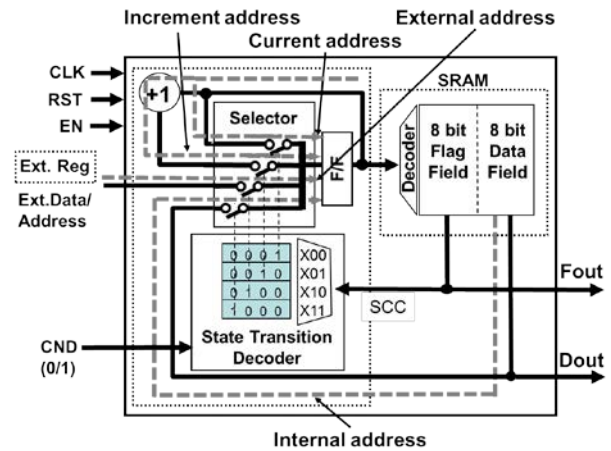 Increment address
External address
Current address
CLK
RST
EN
+1
Selector
SRAM
Ext. Reg
Ext.Data/
Address
F/F
Decoder
8 bit
Flag
Field
8 bit
Data
Field
0 0 0 1
0 0 1 0
0 1 0 0
1 0 0 0
X00
X01
X10
X11
State Transition
Decoder
SCC
Fout
CND
(0/1)
Dout
Internal address